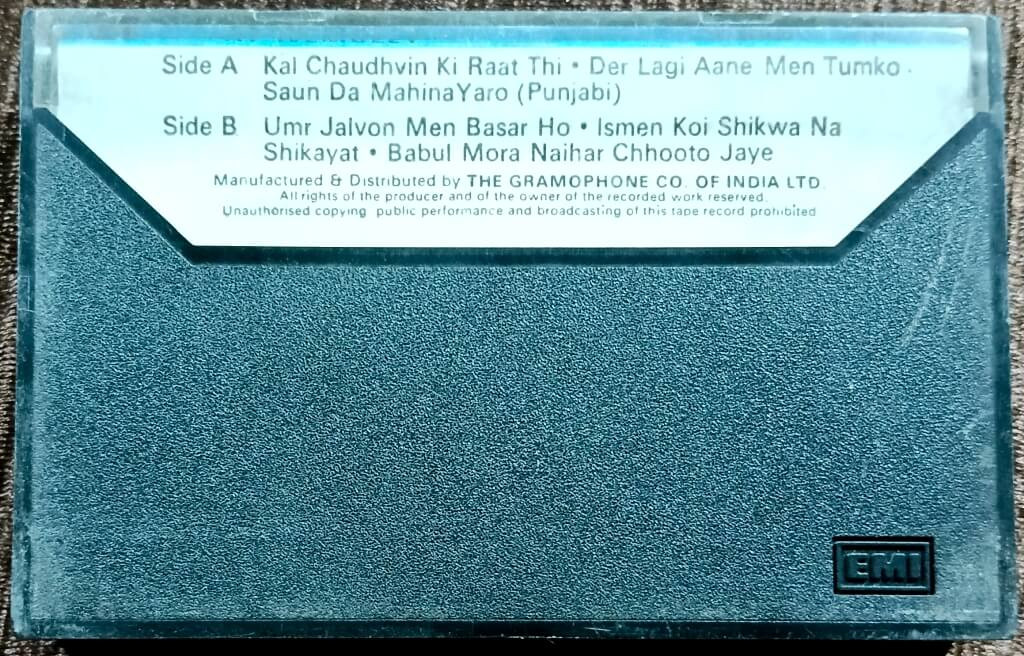 Side A Kal Chaudhvin Ki Raat Thi • Der Lagi Aane Men Tumko •
Saun Da MahinaYaro (Punjabi)
Side B Umr Jalvon Men Basar Ho • Ismen Koi Shikwa Na
Shikayat • Babul Mora Naihar Chhooto Jaye
Manufactured & Distributed by THE GRAMOPHONE CO. OF INDIA LTD.
All rights of the producer and of the owner of the recorded work reserved.
Unauthorised copying public performance and broadcasting of this tape record prohibited
EMI